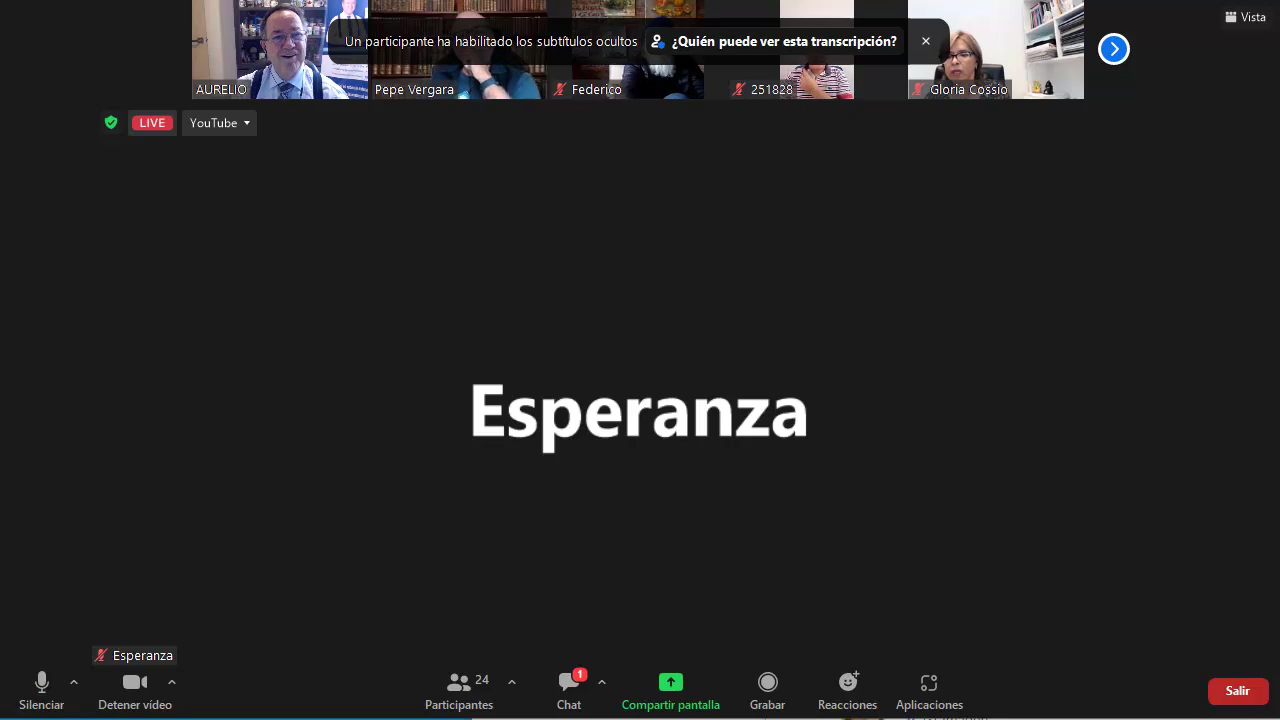 Un participante ha habilitado los subtítulos ocultos ¿Quién puede ver esta transcripción?
Vista
AURELIO
Pepe Vergara
Federico
251828
Gloria Cossio
LIVE
YouTube
Esperanza
Esperanza
Silenciar
Detener vídeo
24
Participantes
1
Chat
Compartir pantalla
Grabar
Reacciones
Aplicaciones
Salir